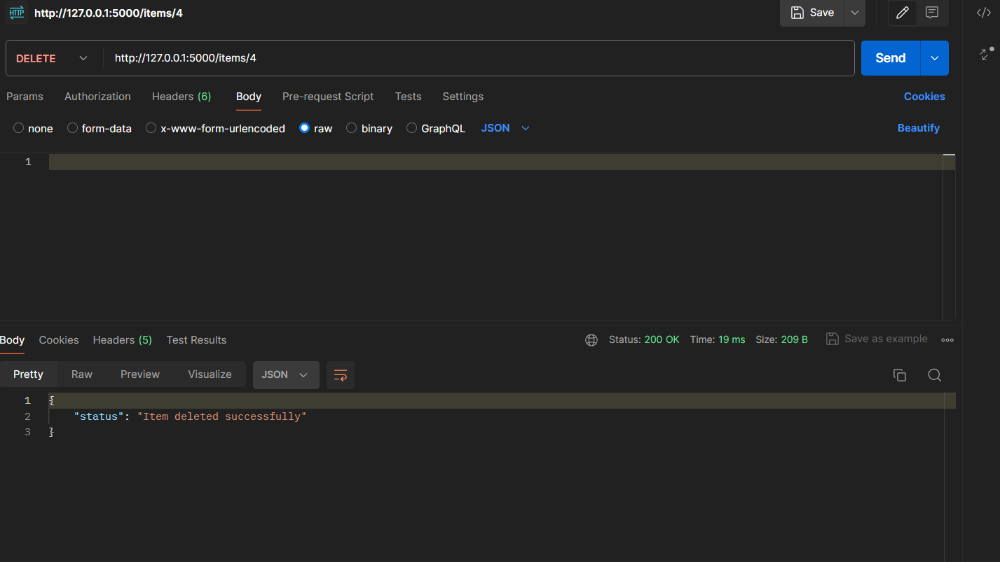 HTTP http://127.0.0.1:5000/items/4 Save
DELETE http://127.0.0.1:5000/items/4 Send
Params Authorization Headers (6) Body Pre-request Script Tests Settings Cookies
none form-data x-www-form-urlencoded raw binary GraphQL JSON Beautify
1
Body Cookies Headers (5) Test Results Status: 200 OK Time: 19 ms Size: 209 B Save as example
Pretty Raw Preview Visualize JSON
1 {
2 "status": "Item deleted successfully"
3 }